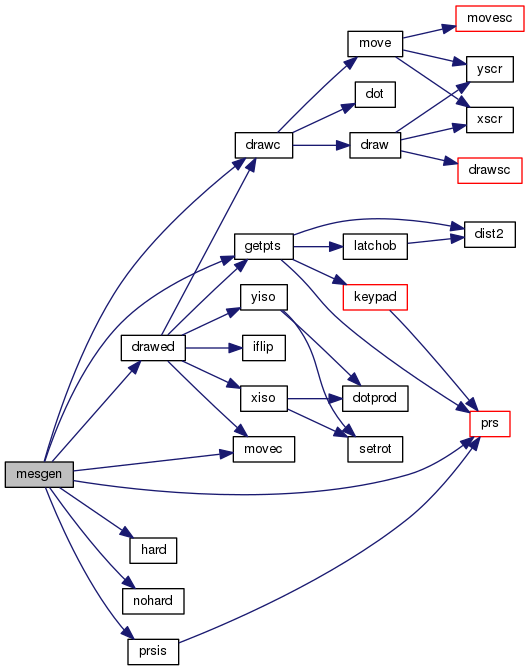 movesc
move
yscr
dot
xscr
drawc
draw
drawsc
dist2
getpts
latchob
yiso
keypad
drawed
iflip
xiso
dotprod
prs
movec
setrot
mesgen
hard
nohard
prsis